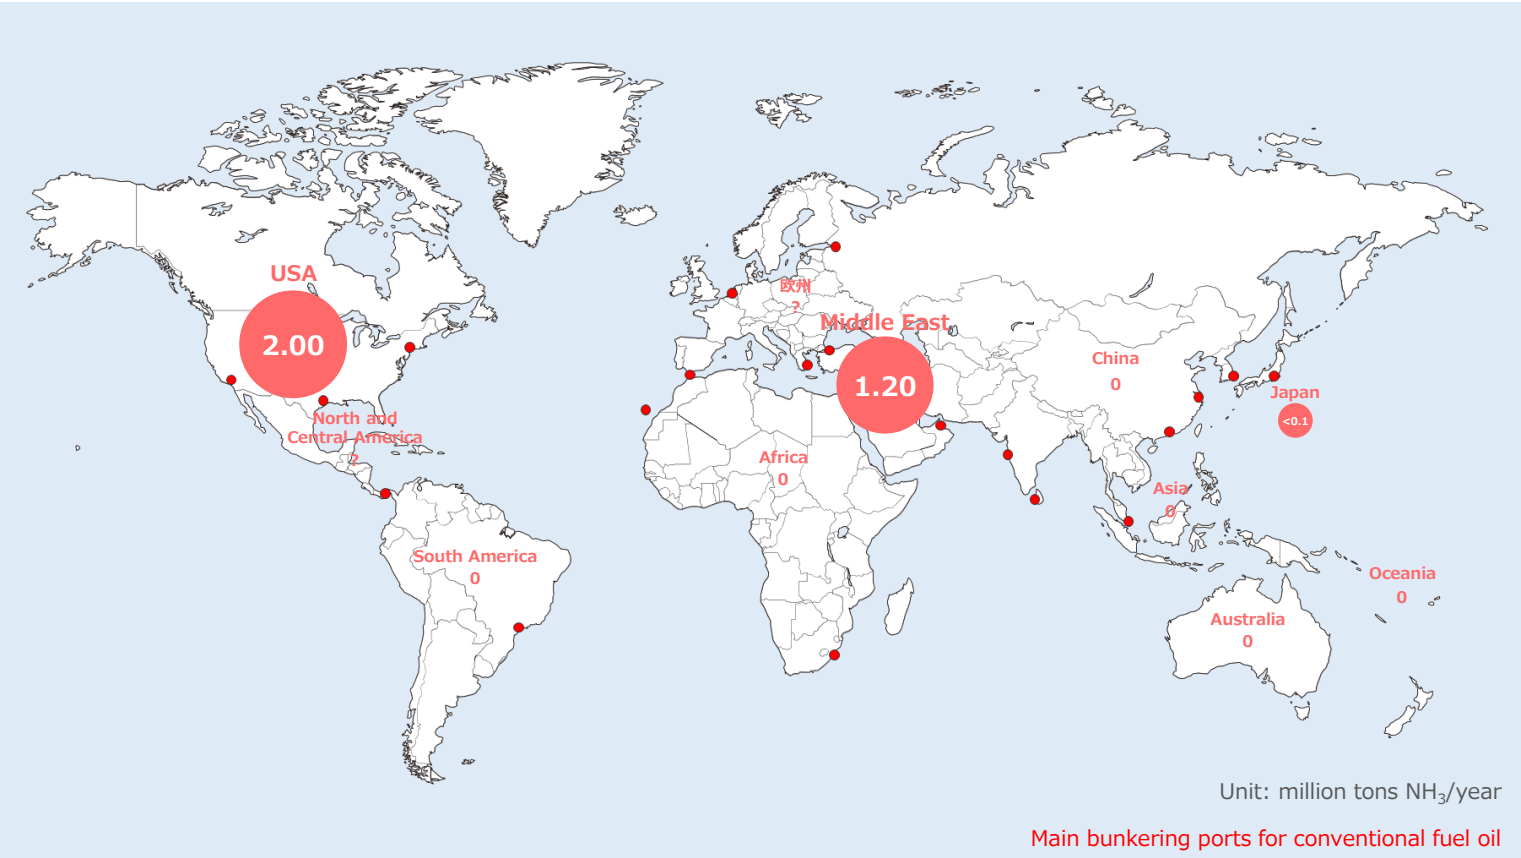 USA
2.00
North and
Central America
?
South America
0
欧州
?
Middle East
1.20
Africa
0
China
0
Japan
<0.1
Asia
0
Oceania
0
Australia
0
Unit: million tons NH₃/year
Main bunkering ports for conventional fuel oil